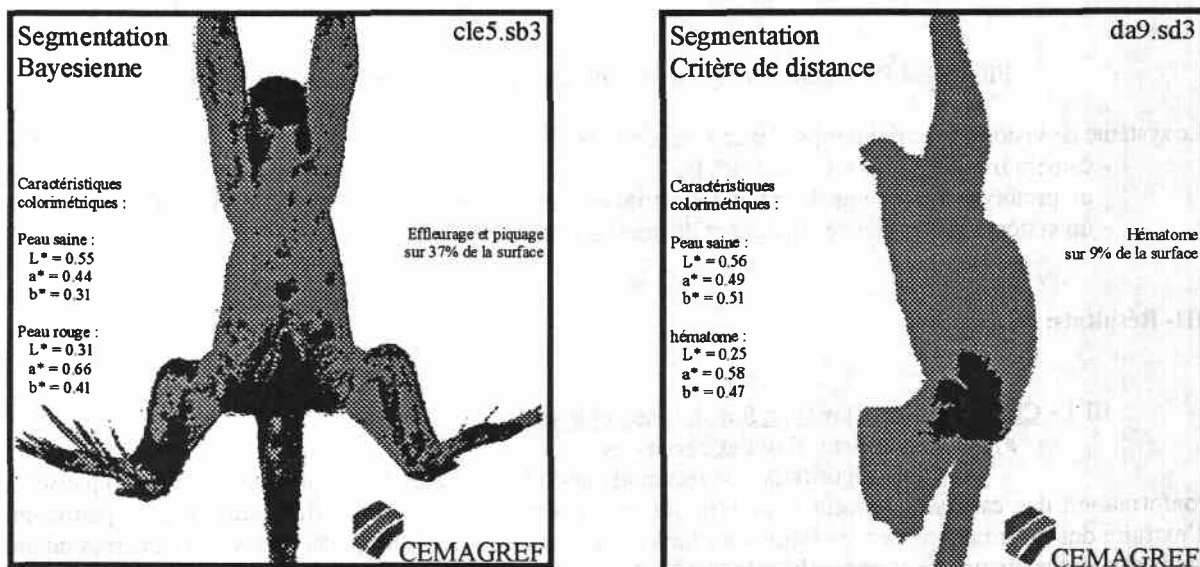 Segmentation
Bayesienne
cle5.sb3
Caractéristiques
colorimétriques :
Peau saine :
L* = 0.55
a* = 0.44
b* = 0.31
Peau rouge :
L* = 0.31
a* = 0.66
b* = 0.41
Effleurage et piquage
sur 37% de la surface
CEMAGREF
Segmentation
Critère de distance
da9.sd3
Caractéristiques
colorimétriques :
Peau saine :
L* = 0.56
a* = 0.49
b* = 0.51
hématome :
L* = 0.25
a* = 0.58
b* = 0.47
Hématome
sur 9% de la surface
CEMAGREF